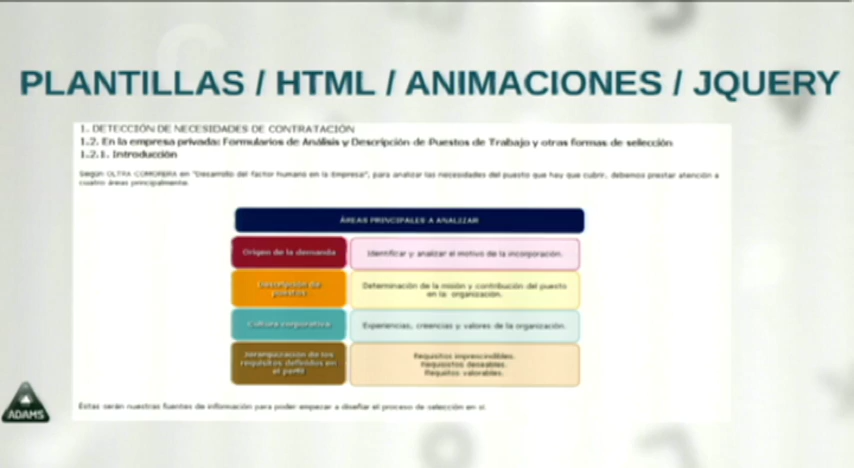 PLANTILLAS / HTML / ANIMACIONES / JQUERY
1. DETECCIÓN DE NECESIDADES DE CONTRATACIÓN
1.2. En la empresa privada: Formularios de Análisis y Descripción de Puestos de Trabajo y otras formas de selección
1.2.1. Introducción
Según OLTRA COMORERA en "Desarrollo del factor humano en la Empresa", para analizar las necesidades del puesto que hay que cubrir, debemos prestar atención a
cuatro áreas principalmente.
ÁREAS PRINCIPALES A ANALIZAR
Origen de la demanda
Identificar y analizar el motivo de la incorporación.
Descripción de
puestos.
Determinación de la misión y contribución del puesto
en la organización.
Cultura corporativa
Experiencias, creencias y valores de la organización.
Jerarquización de los
requisitos definidos en
el perfil
Requisitos imprescindibles.
Requisitos deseables.
Requisitos valorables.
Estas serán nuestras fuentes de información para poder empezar a diseñar el proceso de selección en sí.
ADAMS